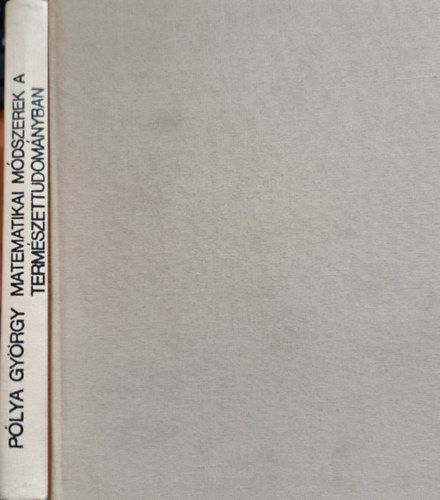 PÓLYA GYÖRGY MATEMATIKAI MÓDSZEREK A
TERMÉSZETTUDOMÁNYBAN